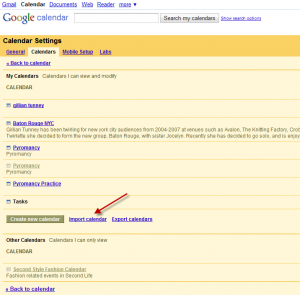 Gmail Calendar Documents Web Reader more ▼
Google calendar Search my calendars Show search options
Calendar Settings
General Calendars Mobile Setup Labs
« Back to calendar
My Calendars Calendars I can view and modify
CALENDAR
gillian tunney
Baton Rouge NYC
Gillian Tunney has been twirling for new york city audiences from 2004-2007 at venues such as Avalon, The Knitting Factory,
Twirlette she decided to form the new group, Baton Rouge, with sister Jocelyn. Recently she has decided to go solo, and is enjoy
Pyromancy
Pyromancy
Pyromancy
Pyromancy
Pyromancy Practice
Tasks
Create new calendar Import calendar Export calendars
Other Calendars Calendars I can only view
CALENDAR
Second Style Fashion Calendar
Fashion related events in Second Life
« Back to calendar